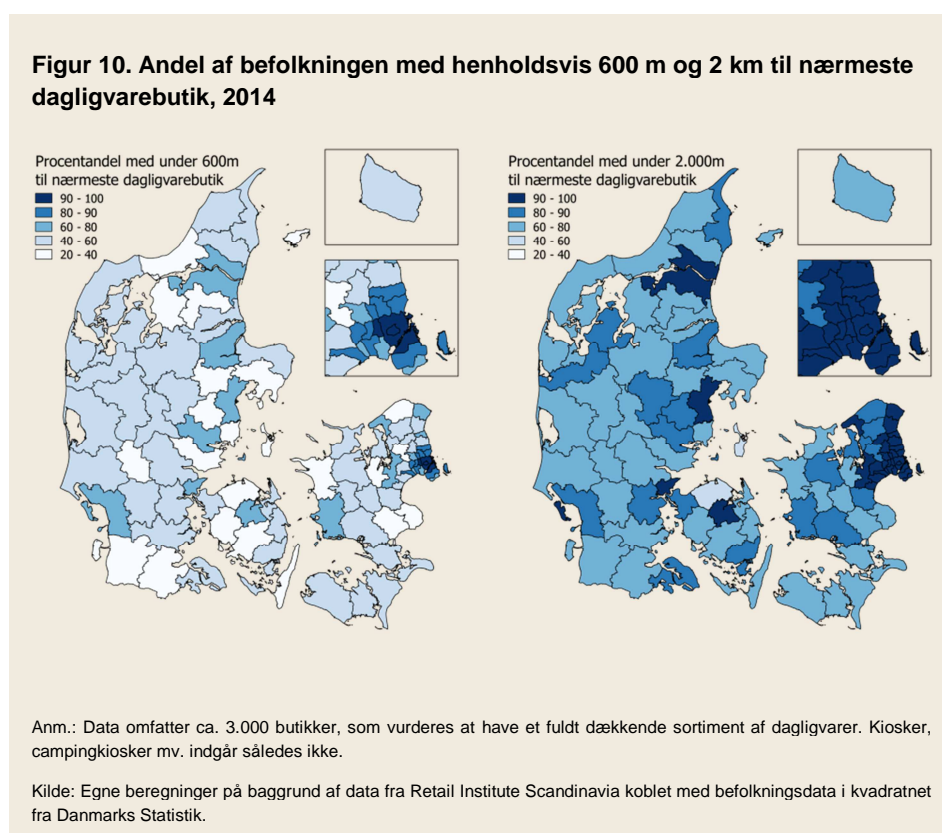 Figur 10. Andel af befolkningen med henholdsvis 600 m og 2 km til nærmeste
dagligvarebutik, 2014
Procentandel med under 600m
til nærmeste dagligvarebutik
90 - 100
80 - 90
60 - 80
40 - 60
20 - 40
Procentandel med under 2.000m
til nærmeste dagligvarebutik
90 - 100
80 - 90
60 - 80
40 - 60
20 - 40
Anm.: Data omfatter ca. 3.000 butikker, som vurderes at have et fuldt dækkende sortiment af dagligvarer. Kiosker,
campingkiosker mv. indgår således ikke.
Kilde: Egne beregninger på baggrund af data fra Retail Institute Scandinavia koblet med befolkningsdata i kvadratnet
fra Danmarks Statistik.